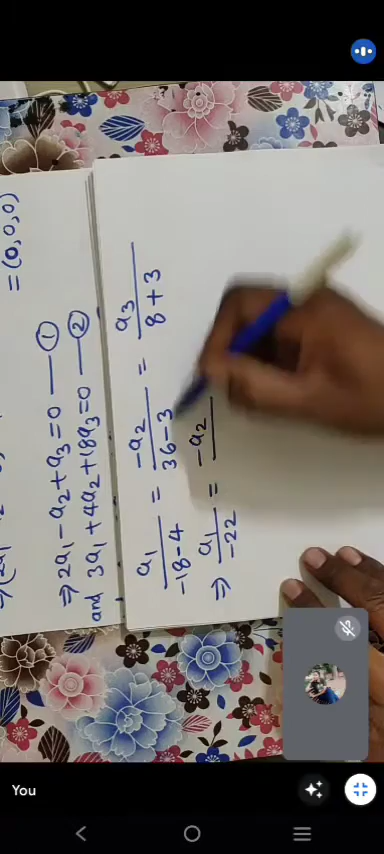 = (0, 0, 0)
⇒ 2a₁ - a₂ + a₃ = 0 — ①
and 3a₁ + 4a₂ + 18a₃ = 0 — ②
a₁/(-18-4) = -a₂/(36-3) = a₃/(8+3)
⇒ a₁/-22 = -a₂/
You